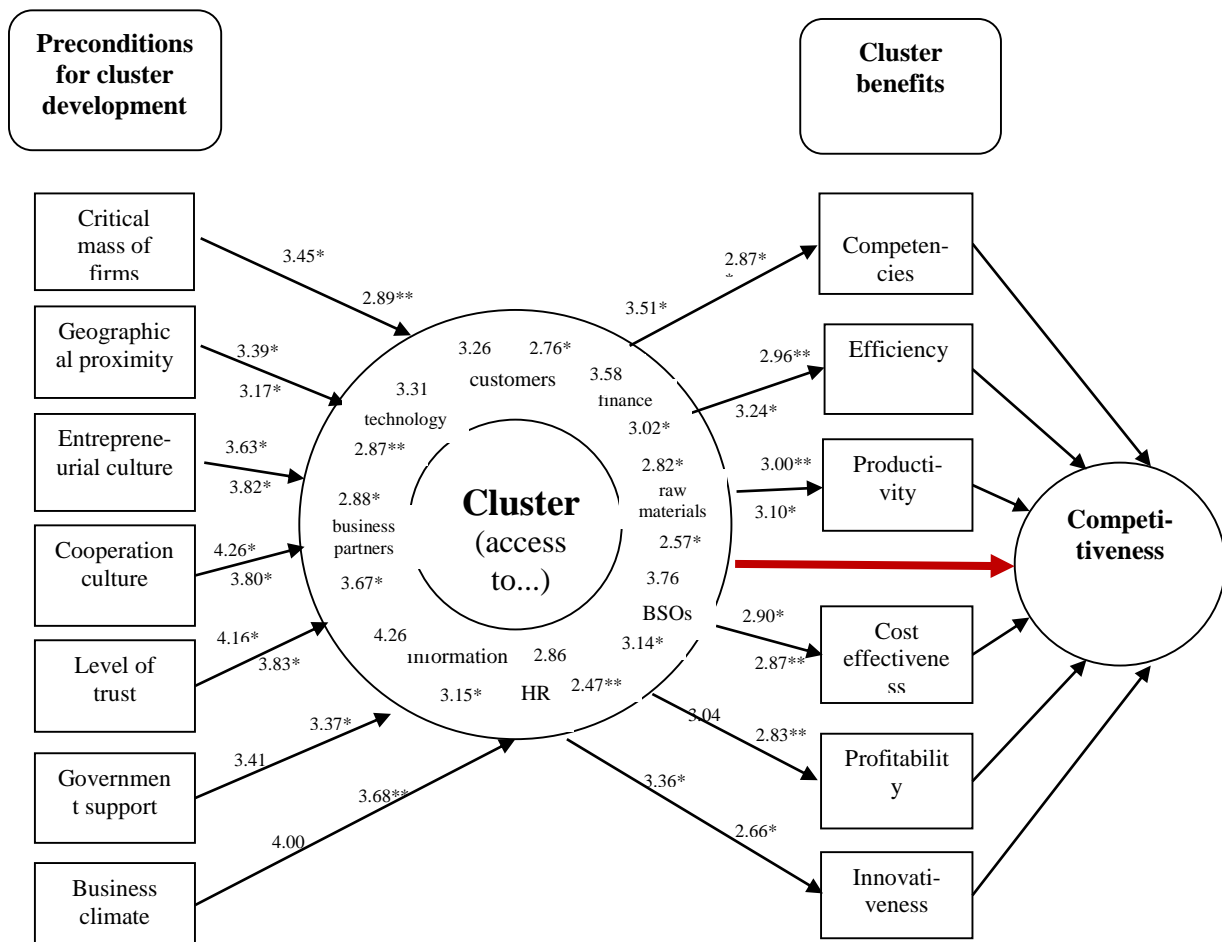 Preconditions
for cluster
development
Cluster
benefits
Critical
mass of
firms
Geographic
al proximity
Entreprene-
urial culture
Cooperation
culture
Level of
trust
Governmen
t support
Business
climate
3.45*
2.89**
3.39*
3.17*
3.63*
3.82*
4.26*
3.80*
4.16*
3.83*
3.37*
3.41
3.68**
4.00
3.26
2.76*
customers
3.31
technology
2.87**
3.58
finance
3.02*
2.88*
business
partners
3.67*
2.82*
raw
materials
2.57*
3.76
BSOs
3.14*
4.26
information
3.15*
2.86
HR
2.47**
Cluster
(access
to...)
2.87*
*
3.51*
2.96**
3.24*
3.00**
3.10*
2.90*
2.87**
3.04
2.83**
3.36*
2.66*
Competen-
cies
Efficiency
Producti-
vity
Cost
effectivene
ss
Profitabilit
y
Innovati-
veness
Competi-
tiveness